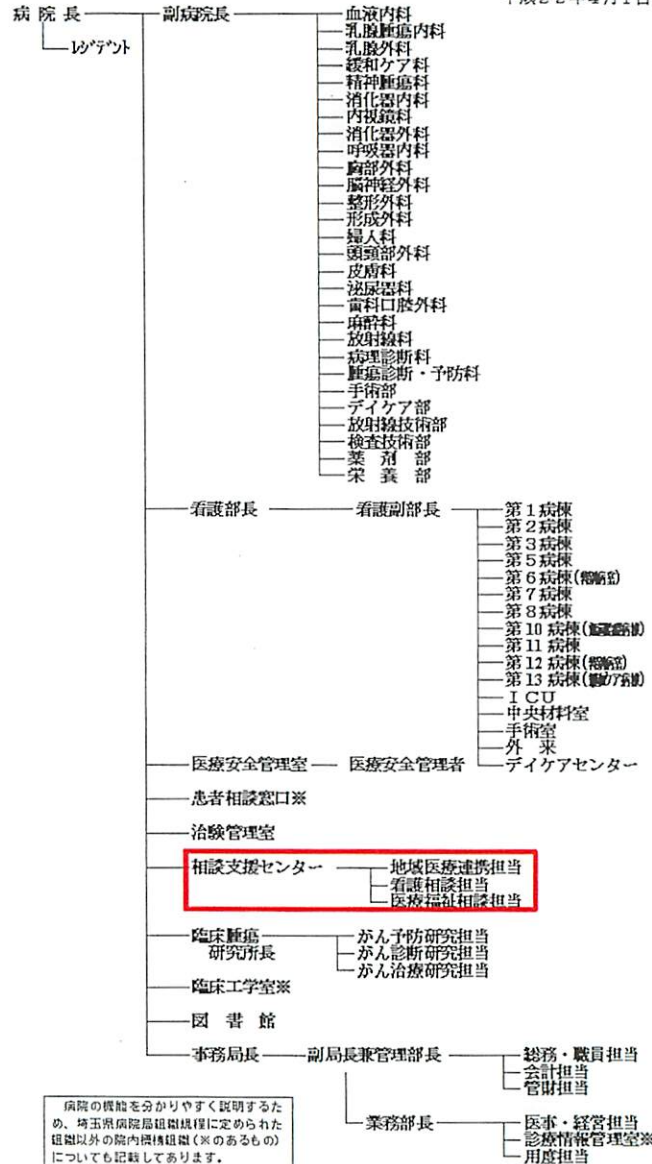 平成22年4月1日
病院長 副病院長 血液内科
レジデント 乳腺腫瘍内科
乳腺外科
緩和ケア科
精神腫瘍科
消化器内科
内視鏡科
消化器外科
呼吸器内科
胸部外科
脳神経外科
整形外科
形成外科
婦人科
頭頸部外科
皮膚科
泌尿器科
歯科口腔外科
麻酔科
放射線科
病理診断科
腫瘍診断・予防科
手術部
デイケア部
放射線技術部
検査技術部
薬剤部
栄養部
看護部長 看護副部長 第1病棟
第2病棟
第3病棟
第5病棟
第6病棟
第7病棟
第8病棟
第10病棟
第11病棟
第12病棟
第13病棟
ICU
中央材料室
手術室
外来
医療安全管理室 医療安全管理者 デイケアセンター
患者相談窓口※
治験管理室
相談支援センター 地域医療連携担当
看護相談担当
医療福祉相談担当
臨床腫瘍 がん予防研究担当
研究所長 がん診断研究担当
がん治療研究担当
臨床工学室※
図書館
事務局長 副局長兼管理部長 総務・職員担当
会計担当
管財担当
業務部長 医事・経営担当
診療情報管理室※
用度担当
病院の機能を分かりやすく説明するた
め、埼玉県病院局組織規程に定められた
組織以外の院内模擬組織(※のあるもの)
についても記載してあります。